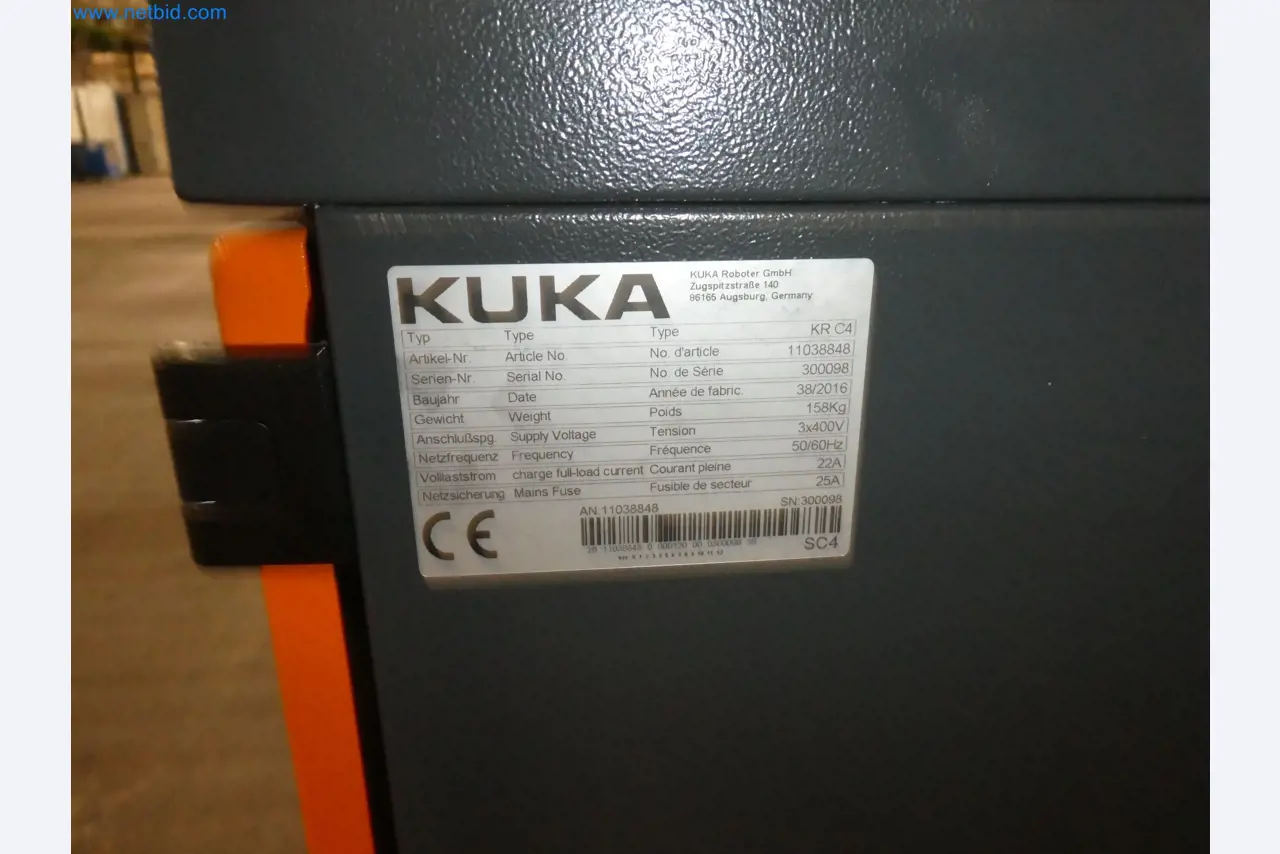 www.netbid.com
KUKA
KUKA Roboter GmbH
Zugspitzstraße 140
86165 Augsburg, Germany
Typ Type Type KR C4
Artikel-Nr. Article No. No. d'article 11038848
Serien-Nr. Serial No. No. de Série 300098
Baujahr Date Année de fabric. 38/2016
Gewicht Weight Poids 158Kg
Anschlußspg. Supply Voltage Tension 3x400V
Netzfrequenz Frequency Fréquence 50/60Hz
Volllaststrom charge full-load current Courant pleine 22A
Netzsicherung Mains Fuse Fusible de secteur 25A
CE
AN.11038848 SN:300098
SC4